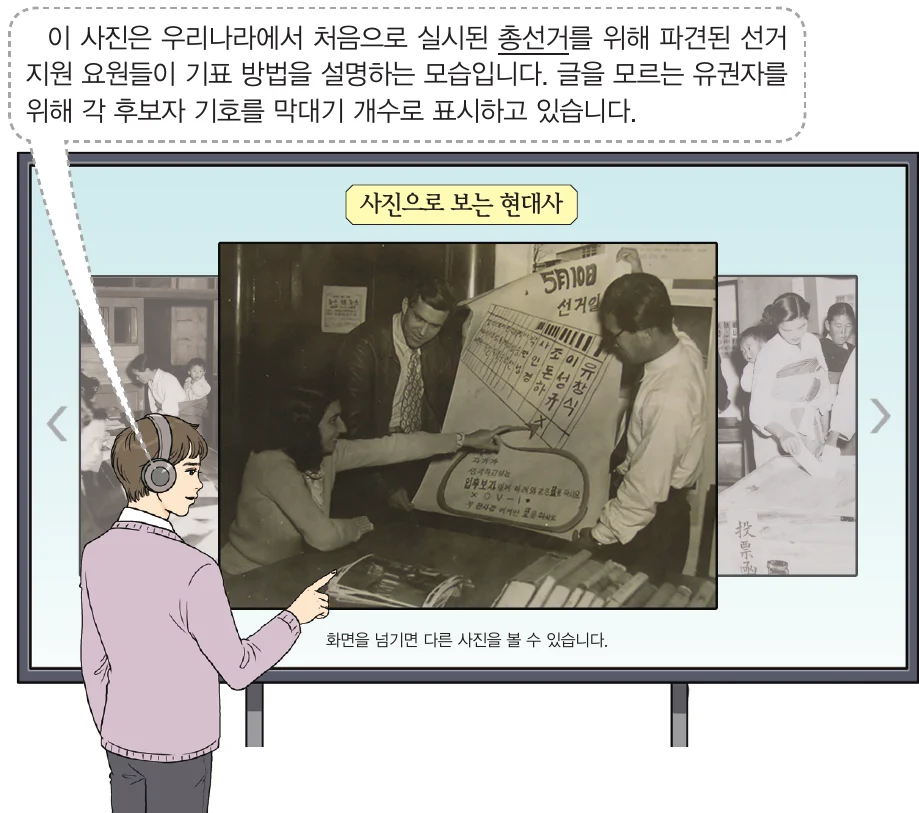 이 사진은 우리나라에서 처음으로 실시된 총선거를 위해 파견된 선거
지원 요원들이 기표 방법을 설명하는 모습입니다. 글을 모르는 유권자를
위해 각 후보자 기호를 막대기 개수로 표시하고 있습니다.
사진으로 보는 현대사
5月10日
선거일
유창식
이성규
조돈하
화면을 넘기면 다른 사진을 볼 수 있습니다.
投票函